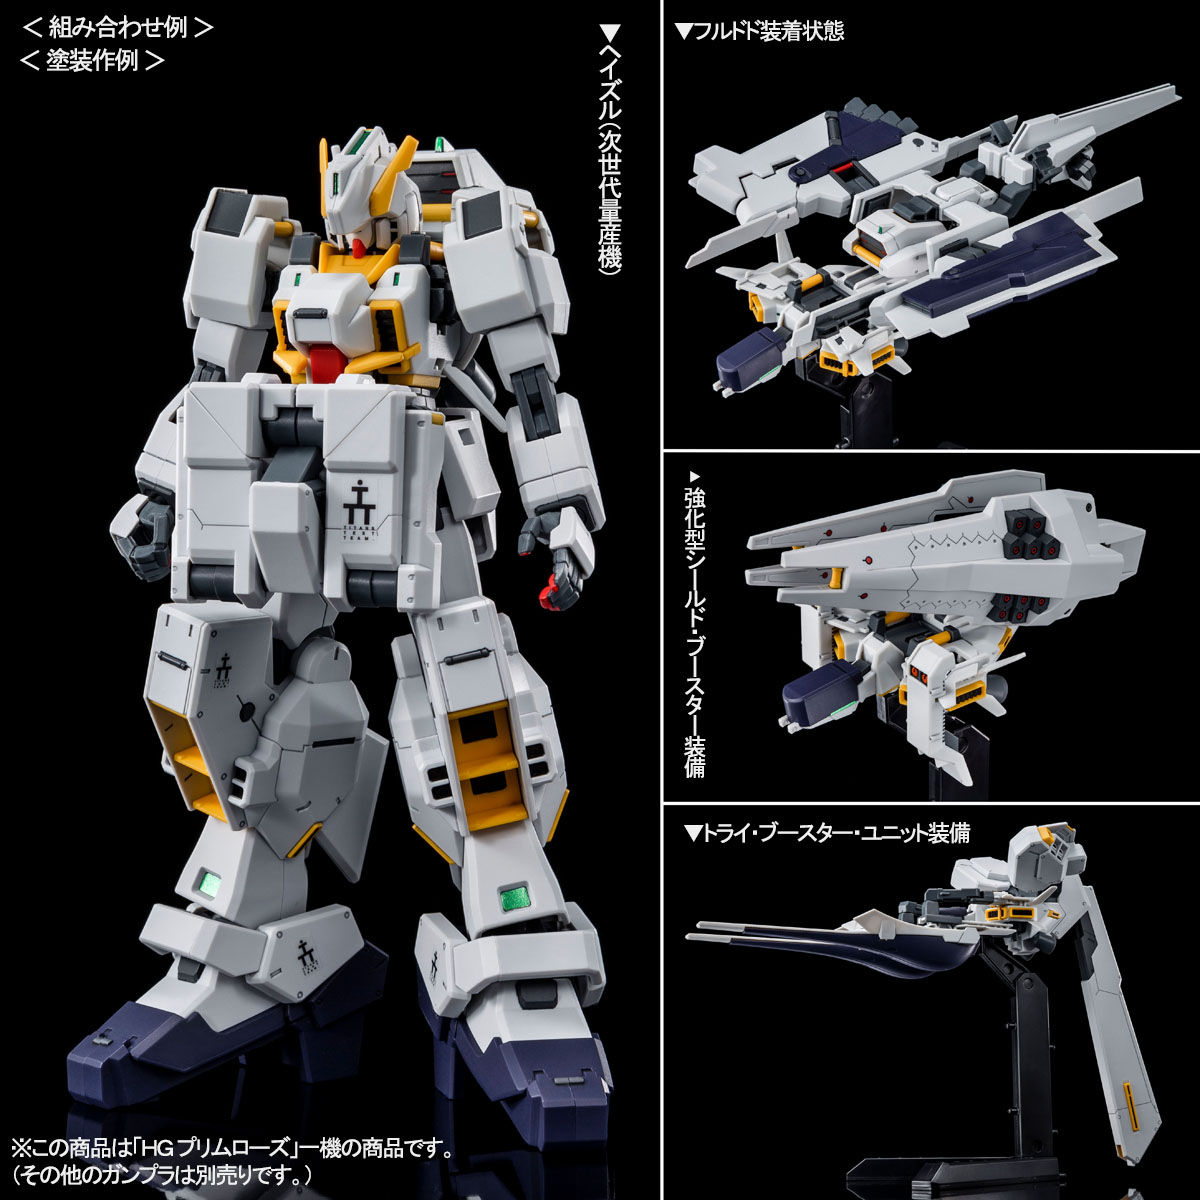 ＜ 組み合わせ例 ＞
＜ 塗装作例 ＞
▼ヘイズル(次世代量産機)
▼フルドド装着状態
▶強化型シールド・ブースター装備
▼トライ・ブースター・ユニット装備
TITANS
TEST
TEAM
※この商品は「HG プリムローズ」一機の商品です。
(その他のガンプラは別売りです。)